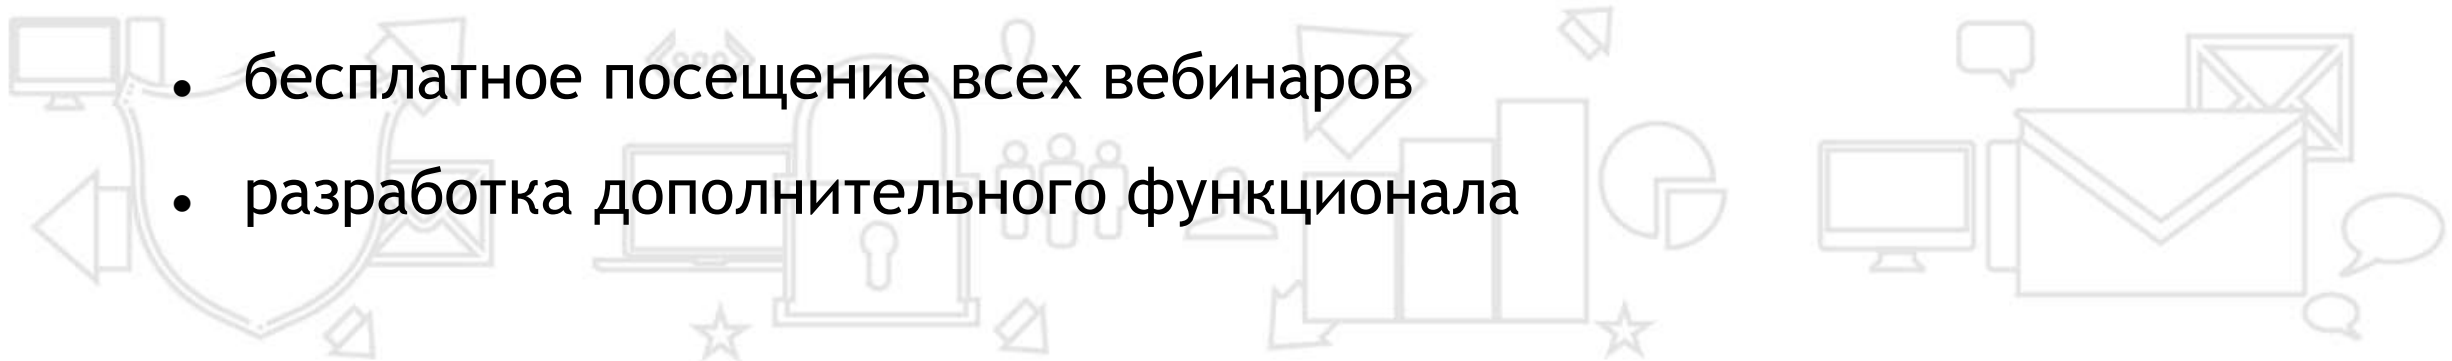 • бесплатное посещение всех вебинаров
• разработка дополнительного функционала